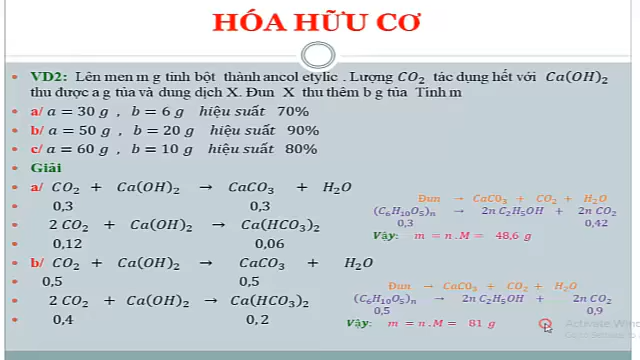 HÓA HỮU CƠ
VD2: Lên men m g tinh bột thành ancol etylic . Lượng CO₂ tác dụng hết với Ca(OH)₂
thu được a g tủa và dung dịch X. Đun X thu thêm b g tủa Tính m
a/ a = 30 g , b = 6 g hiệu suất 70%
b/ a = 50 g , b = 20 g hiệu suất 90%
c/ a = 60 g , b = 10 g hiệu suất 80%
Giải
a/ CO₂ + Ca(OH)₂ → CaCO₃ + H₂O
0,3 0,3
2 CO₂ + Ca(OH)₂ → Ca(HCO₃)₂
0,12 0,06
Đun → CaCO₃ + CO₂ + H₂O
(C₆H₁₀O₅)ₙ → 2n C₂H₅OH + 2n CO₂
0,3 0,42
Vậy: m = n . M = 48,6 g
b/ CO₂ + Ca(OH)₂ → CaCO₃ + H₂O
0,5 0,5
2 CO₂ + Ca(OH)₂ → Ca(HCO₃)₂
0,4 0,2
Đun → CaCO₃ + CO₂ + H₂O
(C₆H₁₀O₅)ₙ → 2n C₂H₅OH + 2n CO₂
0,5 0,9
Vậy: m = n . M = 81 g
Activate Win